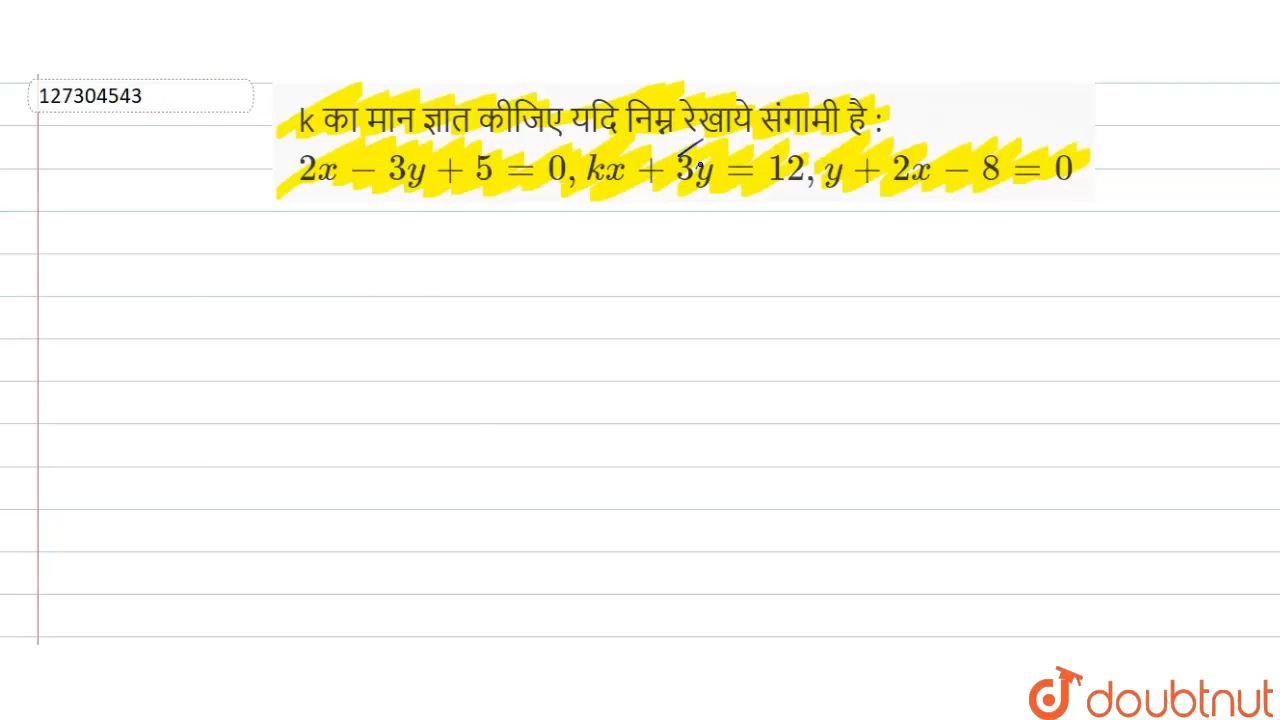 127304543
k का मान ज्ञात कीजिए यदि निम्न रेखाये संगामी है :
2x − 3y + 5 = 0, kx + 3y = 12, y + 2x − 8 = 0
doubtnut